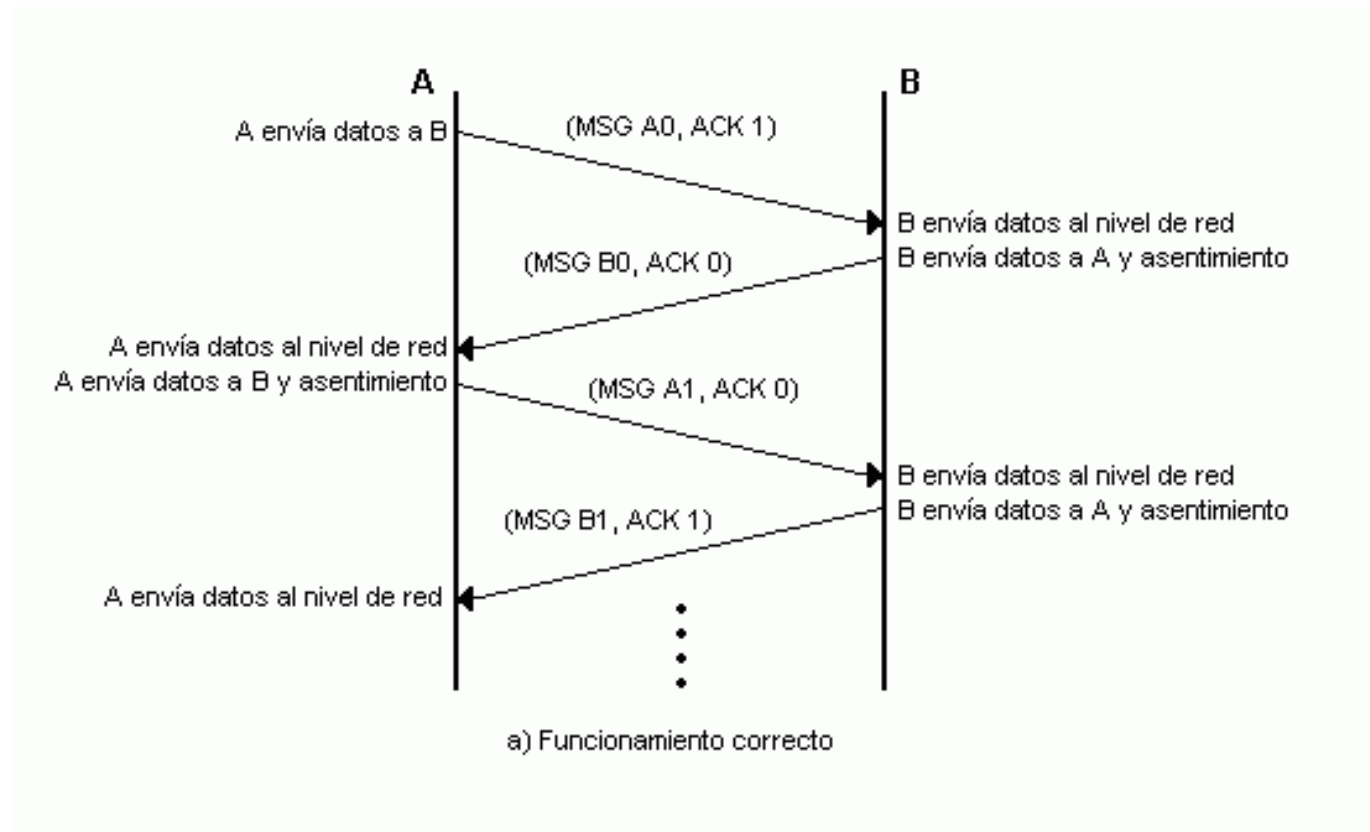 A
B
A envía datos a B
(MSG A0, ACK 1)
B envía datos al nivel de red
(MSG B0, ACK 0)
B envía datos a A y asentimiento
A envía datos al nivel de red
A envía datos a B y asentimiento
(MSG A1, ACK 0)
B envía datos al nivel de red
B envía datos a A y asentimiento
(MSG B1, ACK 1)
A envía datos al nivel de red
a) Funcionamiento correcto